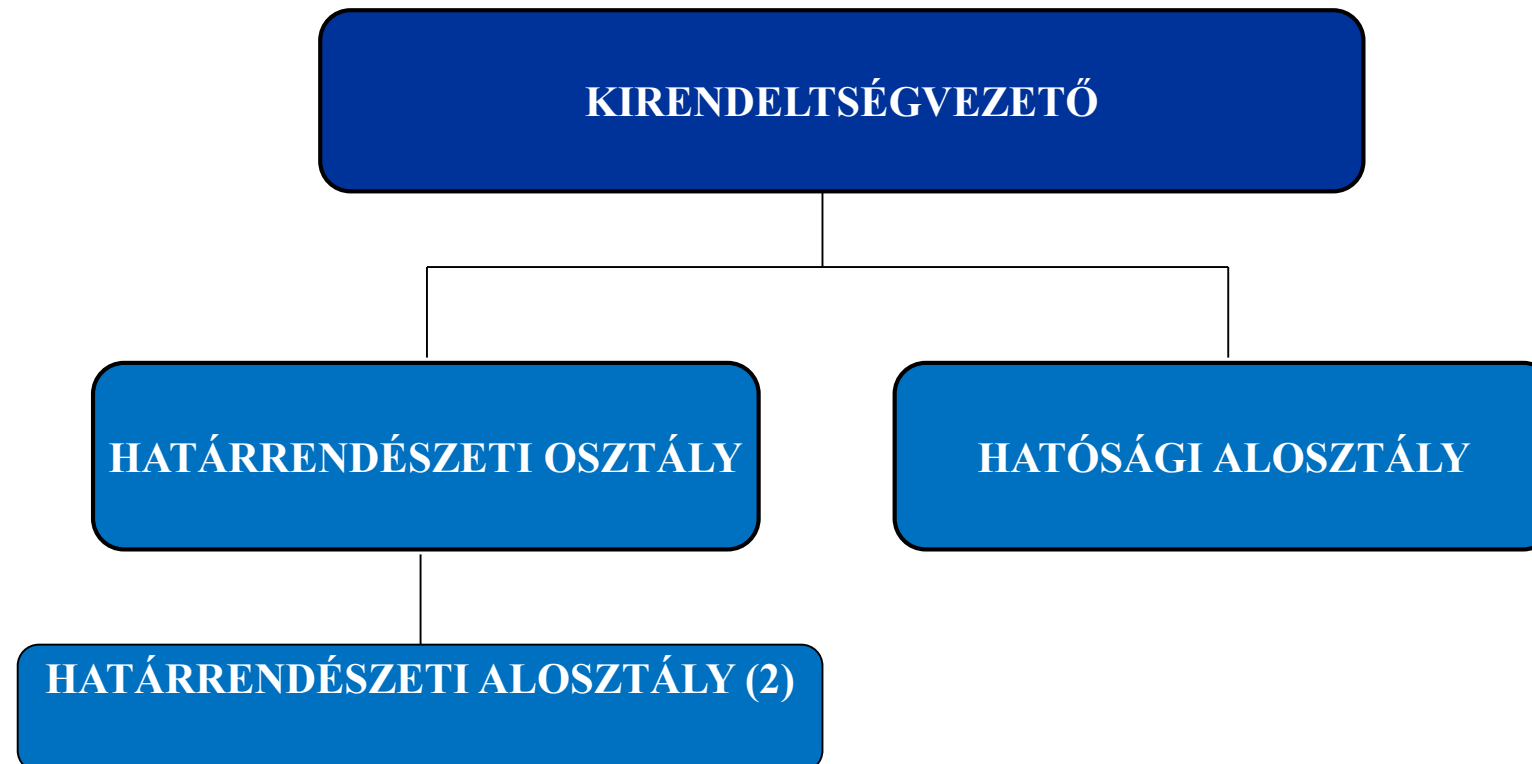 KIRENDELTSÉGVEZETŐ
HATÁRRENDÉSZETI OSZTÁLY
HATÓSÁGI ALOSZTÁLY
HATÁRRENDÉSZETI ALOSZTÁLY (2)